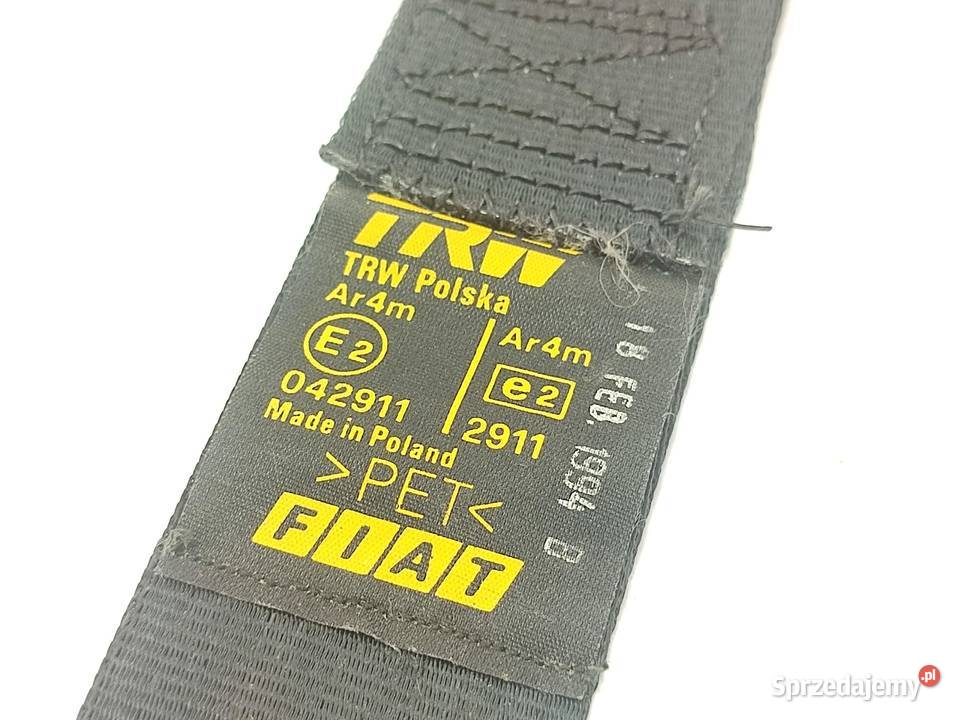 TRW
TRW Polska
Ar4m
E2
042911
Ar4m
e2
2911
Made in Poland
>PET<
FIAT
18 FEB. 1994 B
Sprzedajemy.pl